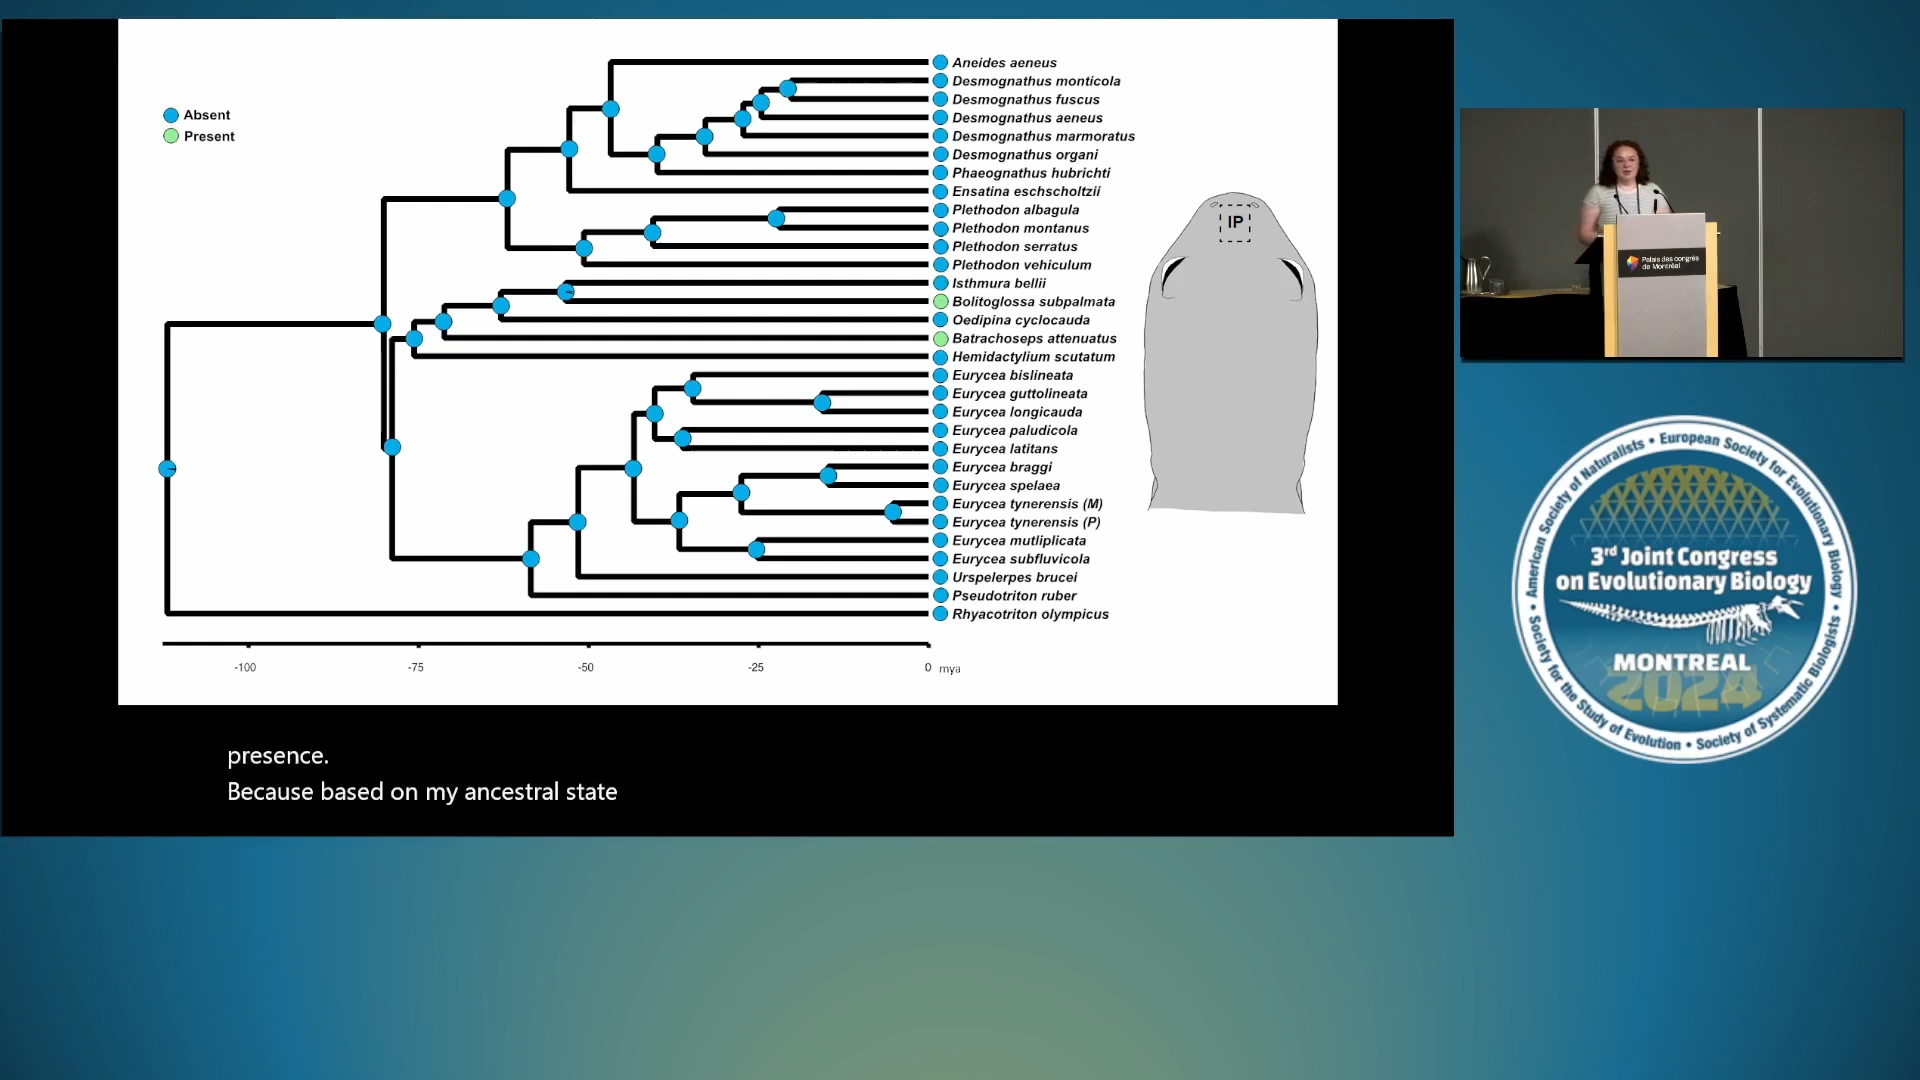 Absent
Present
Aneides aeneus
Desmognathus monticola
Desmognathus fuscus
Desmognathus aeneus
Desmognathus marmoratus
Desmognathus organi
Phaeognathus hubrichti
Ensatina eschscholtzii
Plethodon albagula
Plethodon montanus
Plethodon serratus
Plethodon vehiculum
Isthmura bellii
Bolitoglossa subpalmata
Oedipina cyclocauda
Batrachoseps attenuatus
Hemidactylium scutatum
Eurycea bislineata
Eurycea guttolineata
Eurycea longicauda
Eurycea paludicola
Eurycea latitans
Eurycea braggi
Eurycea spelaea
Eurycea tynerensis (M)
Eurycea tynerensis (P)
Eurycea mutliplicata
Eurycea subfluvicola
Urspelerpes brucei
Pseudotriton ruber
Rhyacotriton olympicus
-100 -75 -50 -25 0 mya
IP
presence.
Because based on my ancestral state
Palais des congrès
de Montréal
American Society of Naturalists • European Society for Evolutionary Biology •
Society for the Study of Evolution • Society of Systematic Biologists •
3rd Joint Congress
on Evolutionary Biology
MONTREAL
2024